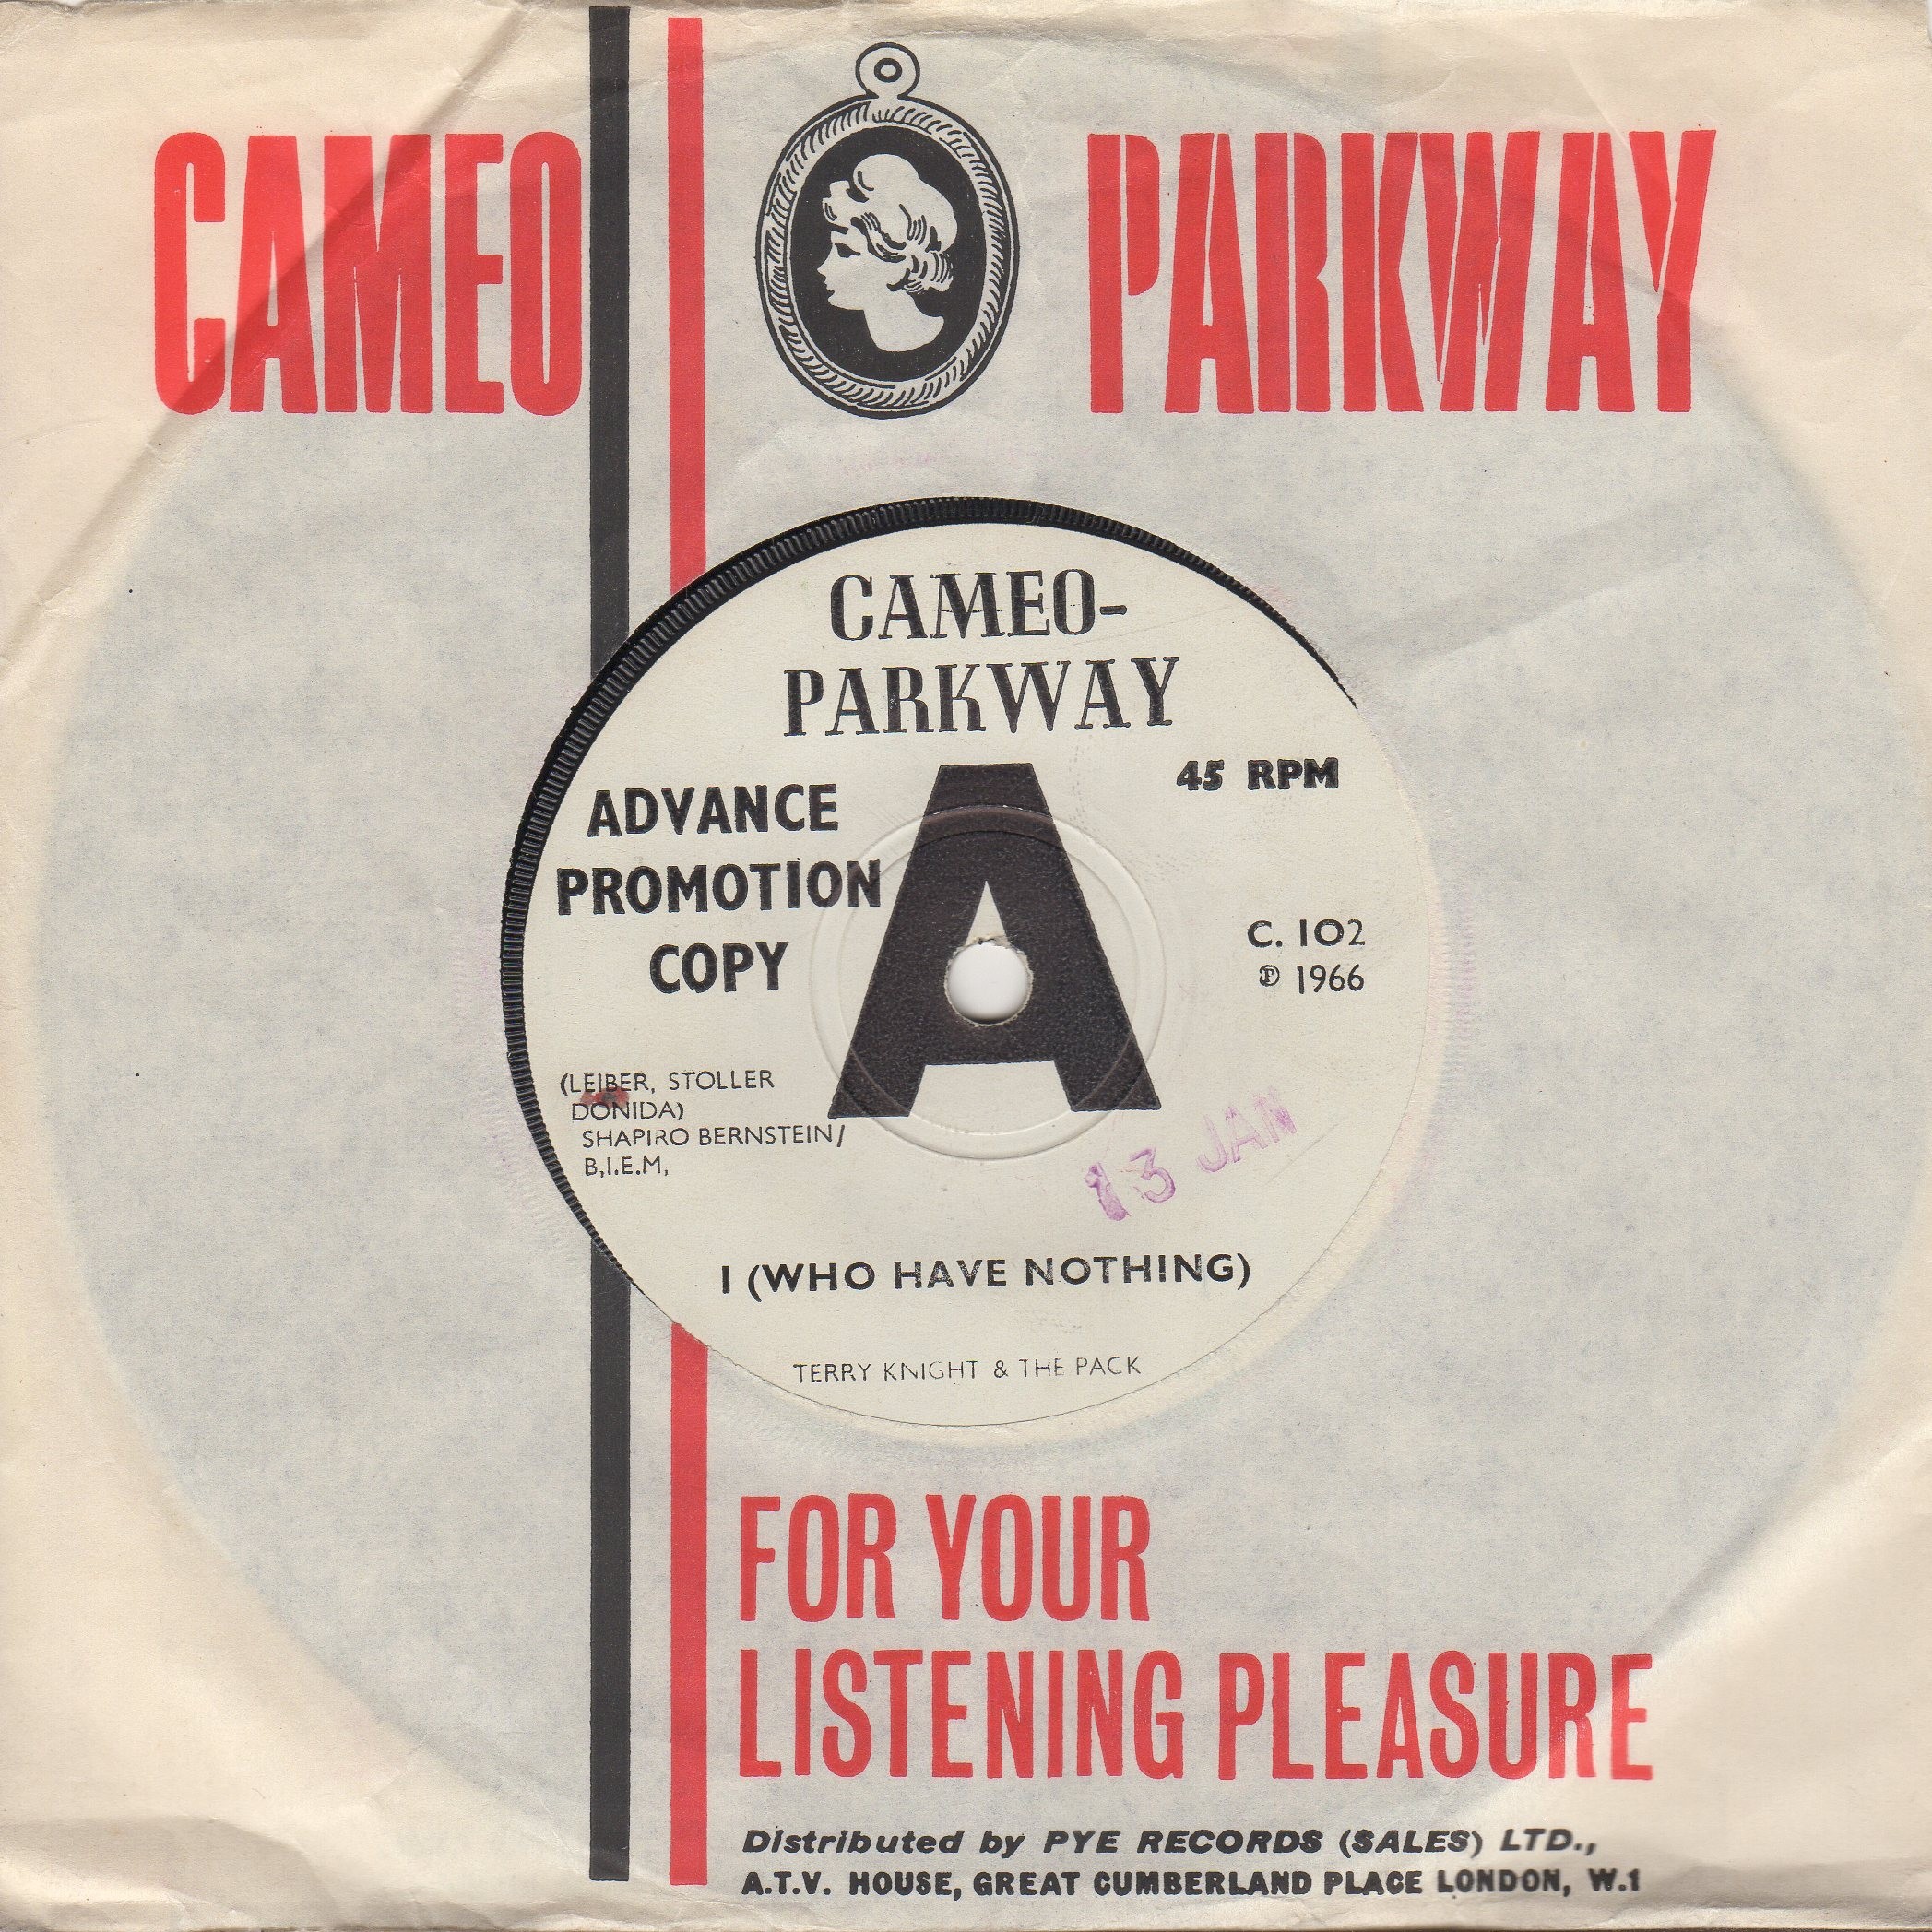 CAMEO PARKWAY
CAMEO-
PARKWAY
45 RPM
ADVANCE
PROMOTION
COPY
A
C. 102
℗ 1966
(LEIBER, STOLLER
DONIDA)
SHAPIRO BERNSTEIN/
B,I.E.M,
13 JAN
I (WHO HAVE NOTHING)
TERRY KNIGHT & THE PACK
FOR YOUR
LISTENING PLEASURE
Distributed by PYE RECORDS (SALES) LTD.,
A.T.V. HOUSE, GREAT CUMBERLAND PLACE LONDON, W.1